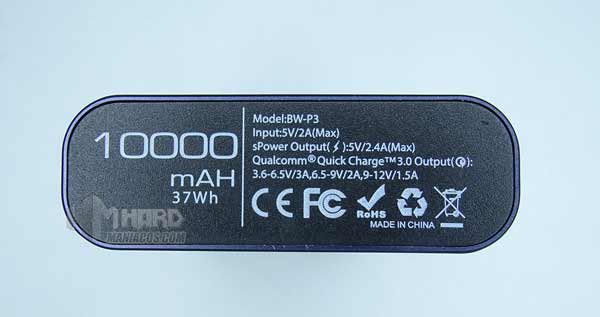 10000
mAH
37Wh
Model:BW-P3
Input:5V/2A(Max)
sPower Output(⚡):5V/2.4A(Max)
Qualcomm® Quick Charge™3.0 Output(Q):
3.6-6.5V/3A,6.5-9V/2A,9-12V/1.5A
CE FC RoHS
MADE IN CHINA
HARD
MANIACOS.COM